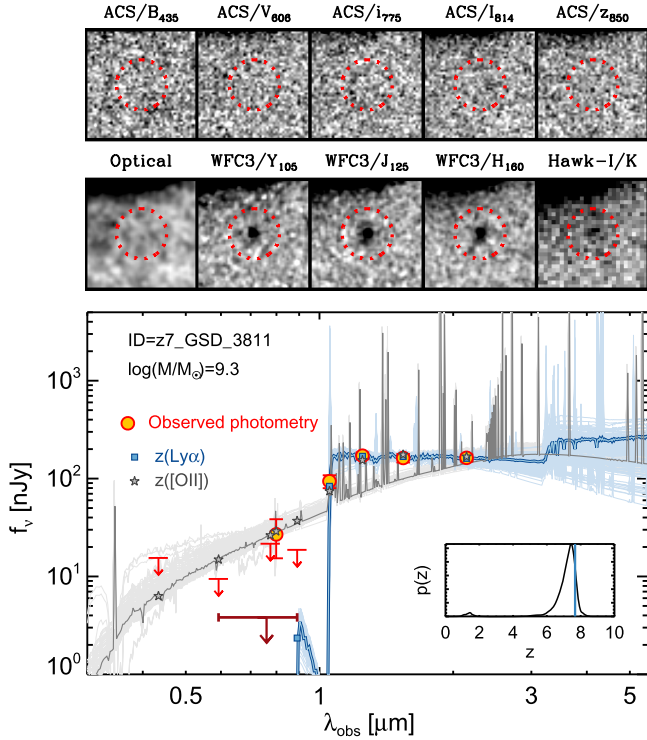 ACS/B435 ACS/V606 ACS/i775 ACS/I814 ACS/z850
Optical WFC3/Y105 WFC3/J125 WFC3/H160 Hawk-I/K
ID=z7_GSD_3811
log(M/M⊙)=9.3
Observed photometry
z(Lyα)
z([OII])
fν [nJy]
10³
10²
10¹
10⁰
0.5 1 3 5
λobs [μm]
p(z)
0 2 4 6 8 10
z